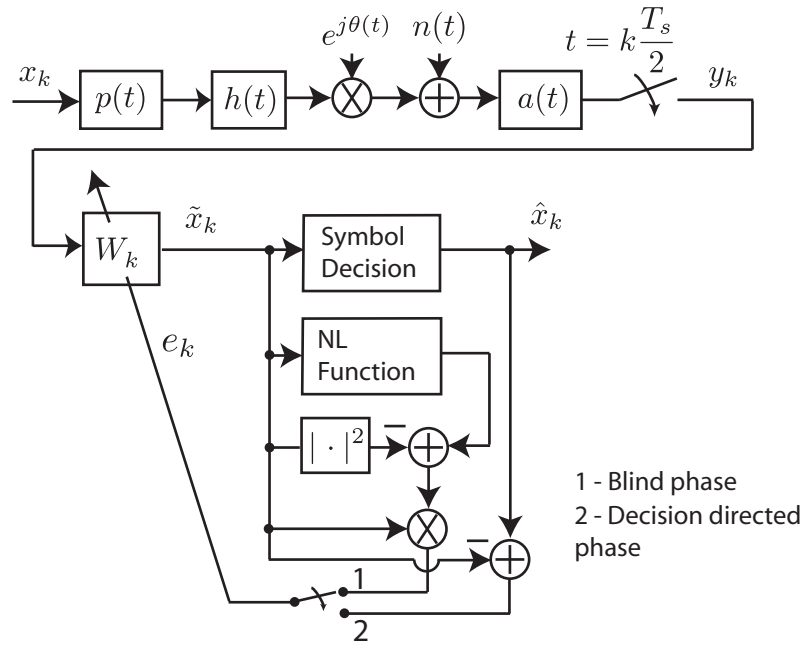 e^{jθ(t)} n(t) t = k\frac{T_s}{2}
x_k p(t) h(t) × + a(t) y_k
W_k x̃_k Symbol Decision x̂_k
e_k NL Function
| · |² − +
×
− +
1 - Blind phase
2 - Decision directed
phase
1
2